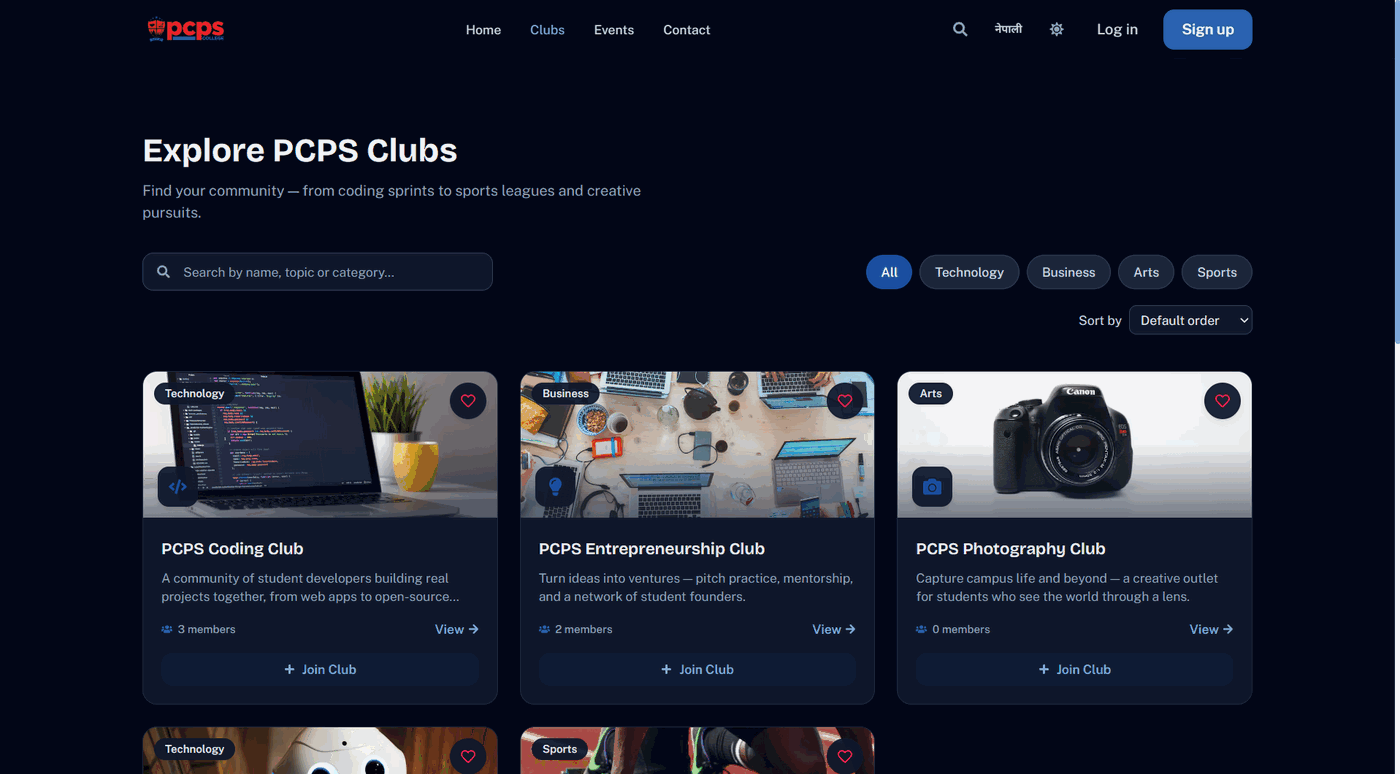 pcps
COLLEGE
Home
Clubs
Events
Contact
नेपाली
Log in
Sign up
Explore PCPS Clubs
Find your community — from coding sprints to sports leagues and creative
pursuits.
Search by name, topic or category...
All
Technology
Business
Arts
Sports
Sort by
Default order
Technology
Business
Arts
Canon
PCPS Coding Club
PCPS Entrepreneurship Club
PCPS Photography Club
A community of student developers building real
projects together, from web apps to open-source...
Turn ideas into ventures — pitch practice, mentorship,
and a network of student founders.
Capture campus life and beyond — a creative outlet
for students who see the world through a lens.
3 members
View →
2 members
View →
0 members
View →
+ Join Club
+ Join Club
+ Join Club
Technology
Sports